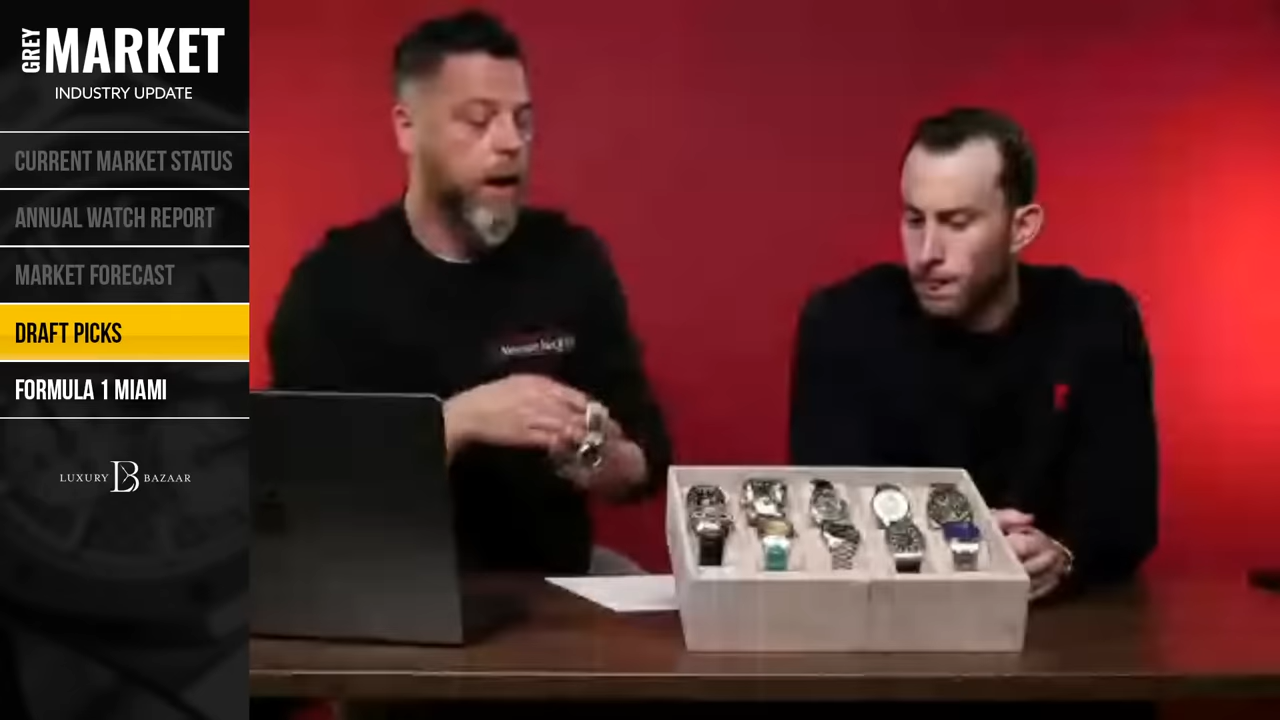 GREY MARKET
INDUSTRY UPDATE
CURRENT MARKET STATUS
ANNUAL WATCH REPORT
MARKET FORECAST
DRAFT PICKS
FORMULA 1 MIAMI
LUXURY LB BAZAAR